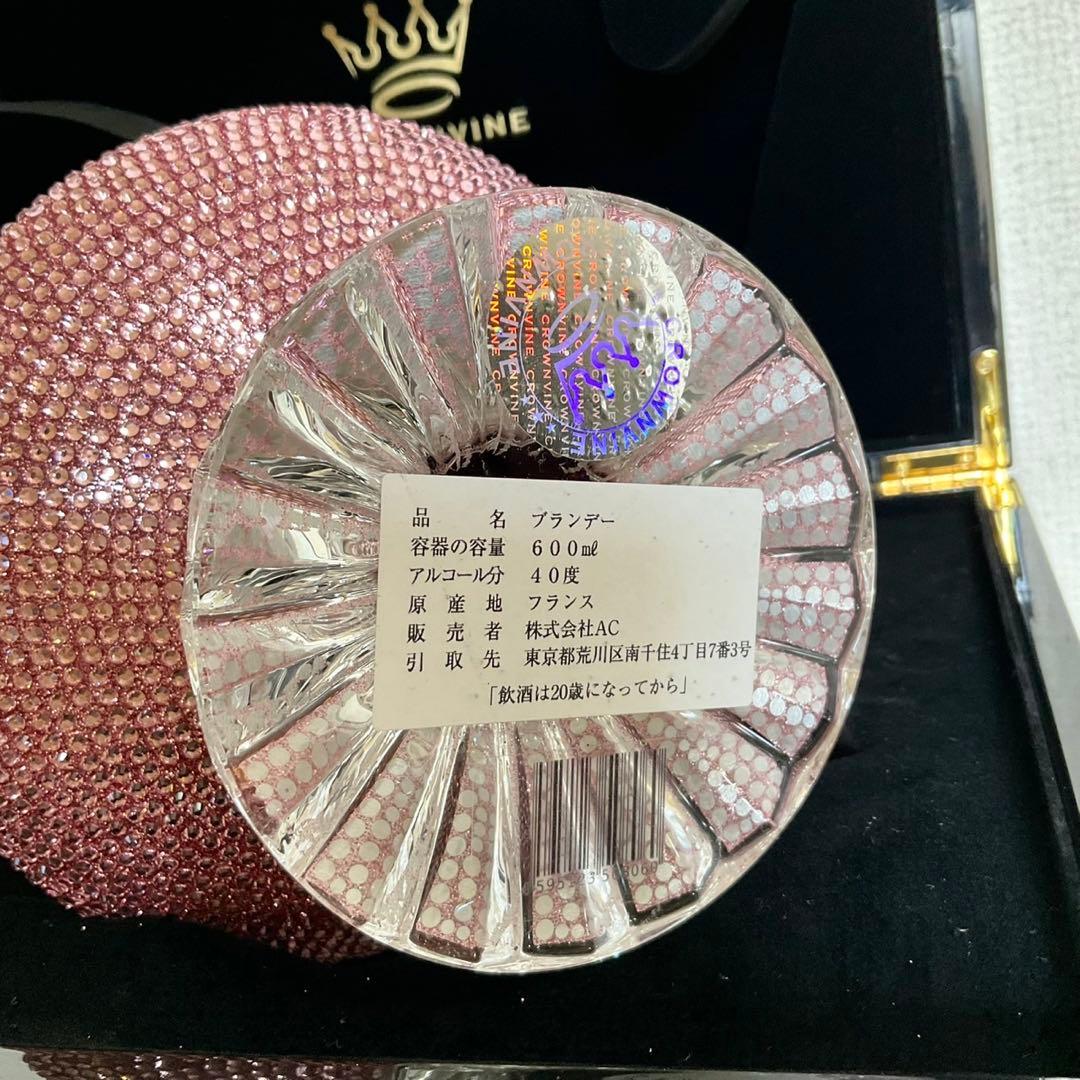 品名 ブランデー
容器の容量 600㎖
アルコール分 40度
原産地 フランス
販売者 株式会社AC
引取先 東京都荒川区南千住4丁目7番3号
「飲酒は20歳になってから」
CROWNVINE